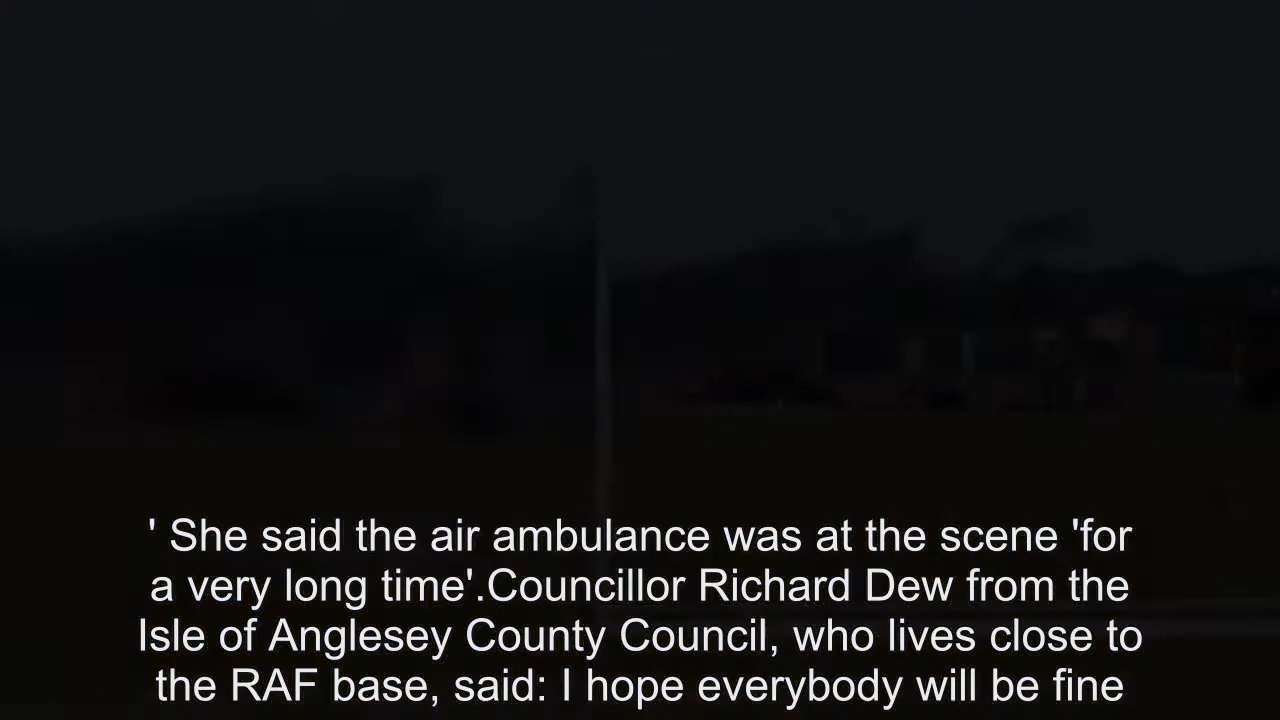 ' She said the air ambulance was at the scene 'for
a very long time'.Councillor Richard Dew from the
Isle of Anglesey County Council, who lives close to
the RAF base, said: I hope everybody will be fine